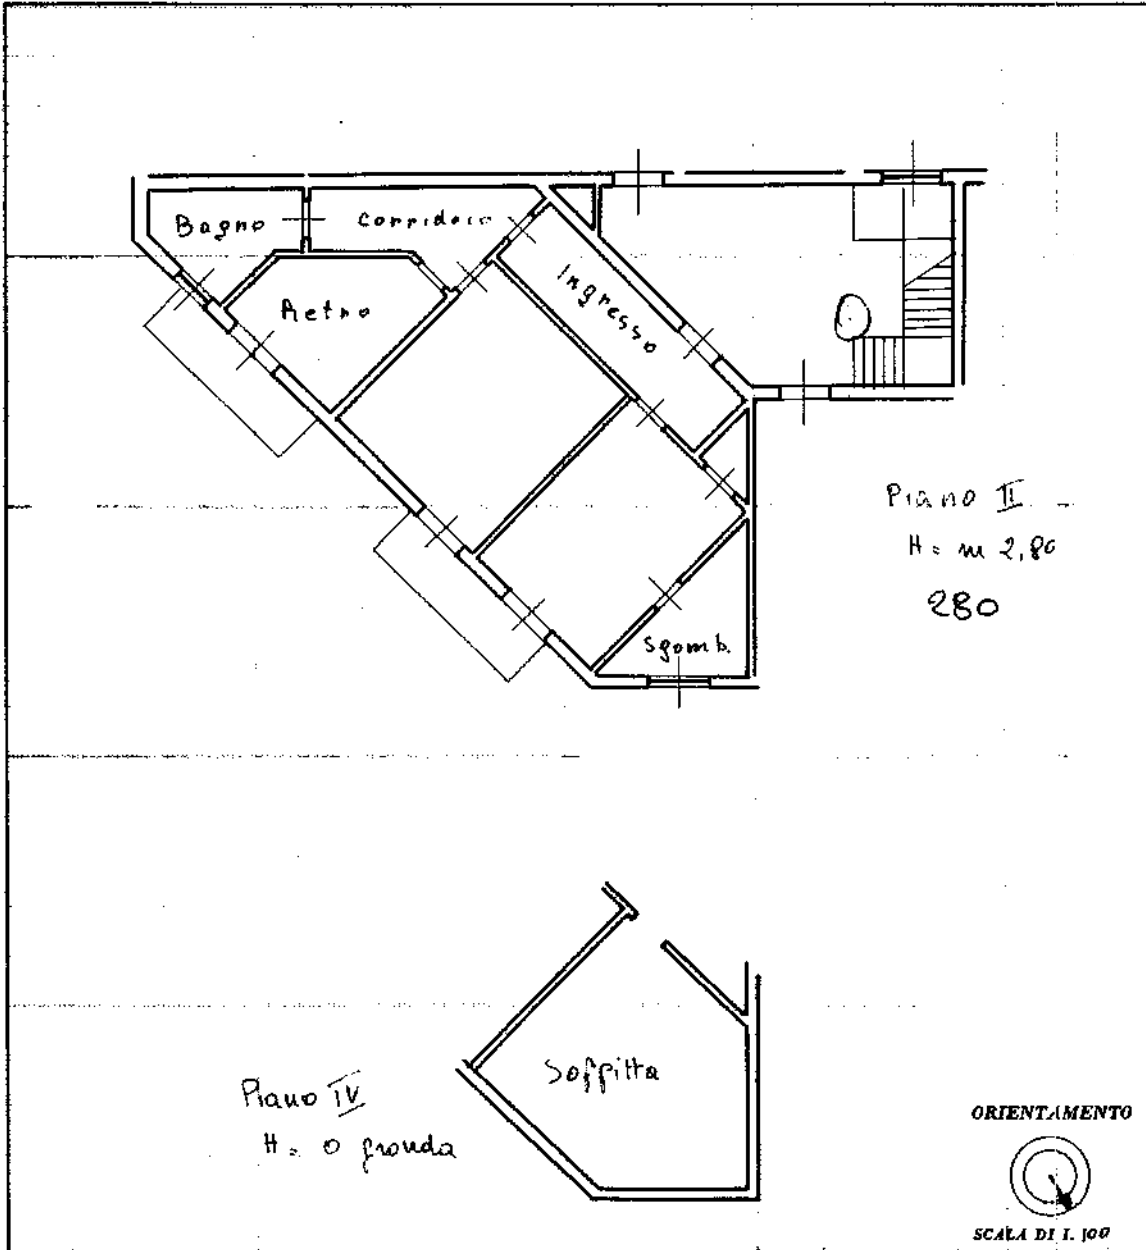 Bagno
Corridoio
Ingresso
Retro
Piano II
H = m 2,80
280
Sgomb.
Soffitta
Piano IV
H = 0 gronda
ORIENTAMENTO
SCALA DI 1.100